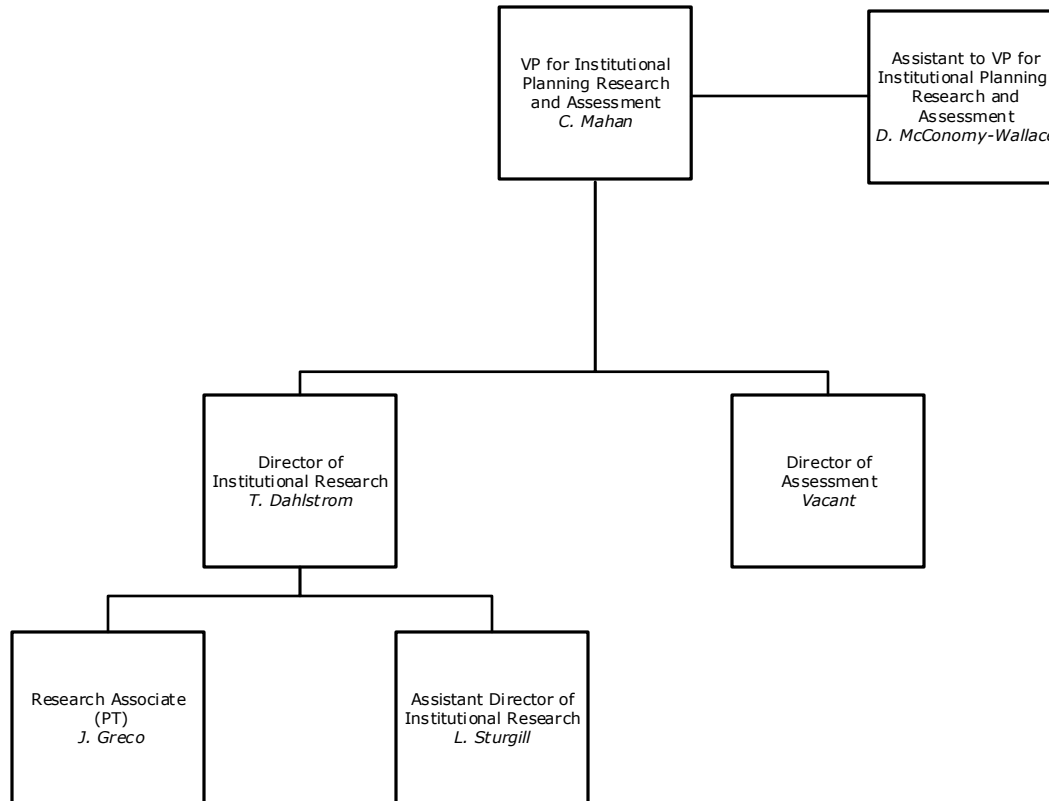 VP for Institutional
Planning Research
and Assessment
C. Mahan
Assistant to VP for
Institutional Planning
Research and
Assessment
D. McConomy-Wallace
Director of
Institutional Research
T. Dahlstrom
Director of
Assessment
Vacant
Research Associate
(PT)
J. Greco
Assistant Director of
Institutional Research
L. Sturgill